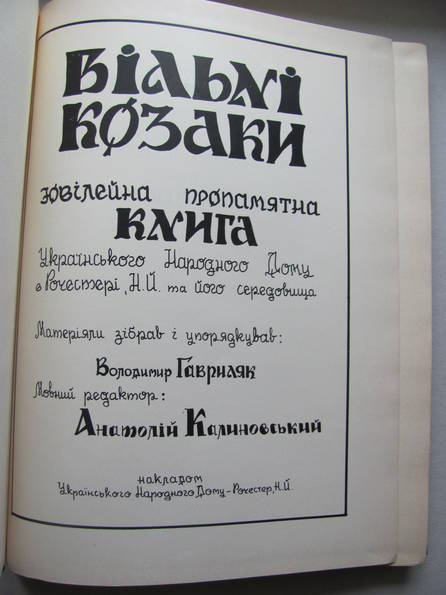 ВІЛЬНІ
КОЗАКИ
ЮВІЛЕЙНА ПРОПАМЯТНА
КНИГА
Українського Народного Дому
в Рочестері, Н.Й. та його середовища
Матеріяли зібрав і упорядкував:
Володимир Гавриляк
Мовний редактор:
Анатолій Калиновський
накладом
Українського Народного Дому-Рочестер, Н.Й.